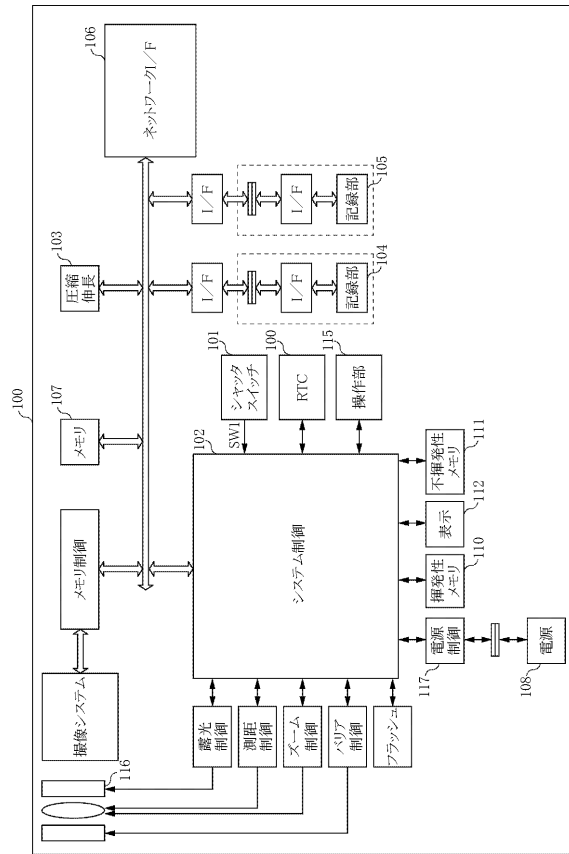 100
撮像システム
メモリ制御
メモリ
107
圧縮
伸長
103
ネットワークI/F
106
I/F
I/F
I/F
I/F
記録部
104
記録部
105
116
露光
制御
測距
制御
ズーム
制御
バリア
制御
フラッシュ
システム制御
102
SW1
シャッタ
スイッチ
101
RTC
100
操作部
115
電源
制御
117
揮発性
メモリ
110
表示
112
不揮発性
メモリ
111
電源
108